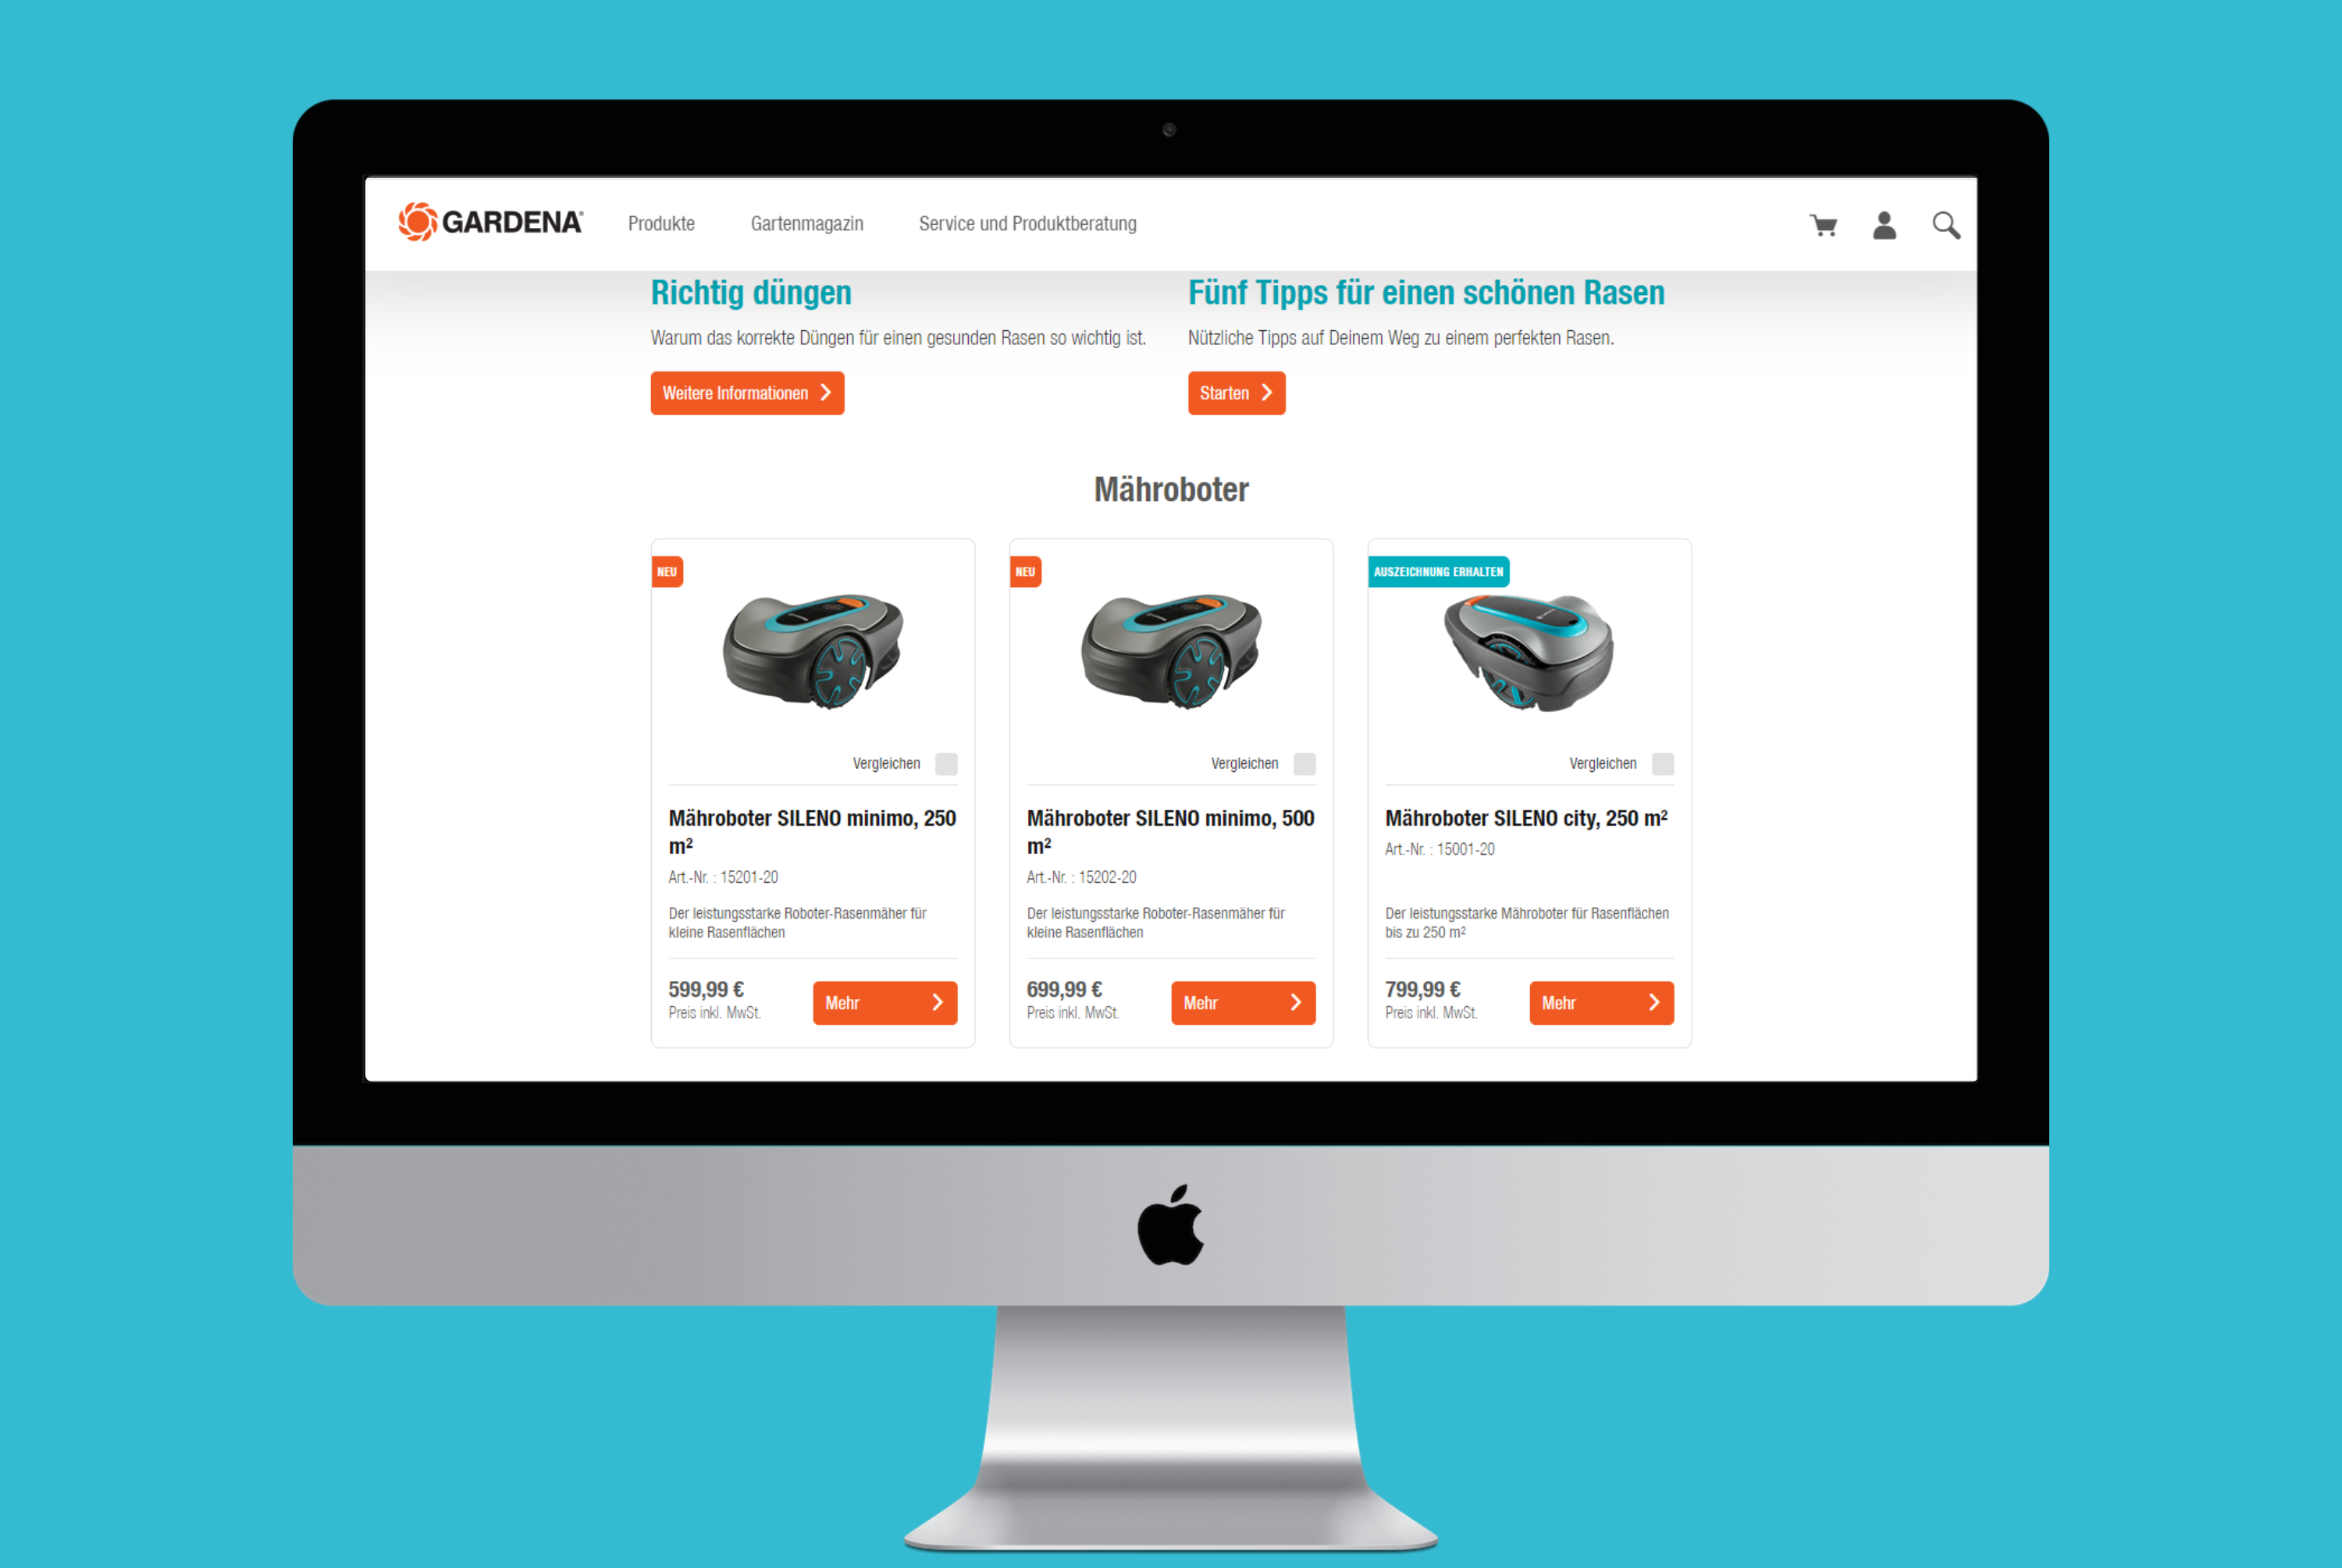 GARDENA
Produkte
Gartenmagazin
Service und Produktberatung
Richtig düngen
Warum das korrekte Düngen für einen gesunden Rasen so wichtig ist.
Weitere Informationen
Fünf Tipps für einen schönen Rasen
Nützliche Tipps auf Deinem Weg zu einem perfekten Rasen.
Starten
Mähroboter
NEU
Vergleichen
Mähroboter SILENO minimo, 250
m²
Art.-Nr. : 15201-20
Der leistungsstarke Roboter-Rasenmäher für
kleine Rasenflächen
599,99 €
Preis inkl. MwSt.
Mehr
NEU
Vergleichen
Mähroboter SILENO minimo, 500
m²
Art.-Nr. : 15202-20
Der leistungsstarke Roboter-Rasenmäher für
kleine Rasenflächen
699,99 €
Preis inkl. MwSt.
Mehr
AUSZEICHNUNG ERHALTEN
Vergleichen
Mähroboter SILENO city, 250 m²
Art.-Nr. : 15001-20
Der leistungsstarke Mähroboter für Rasenflächen
bis zu 250 m²
799,99 €
Preis inkl. MwSt.
Mehr